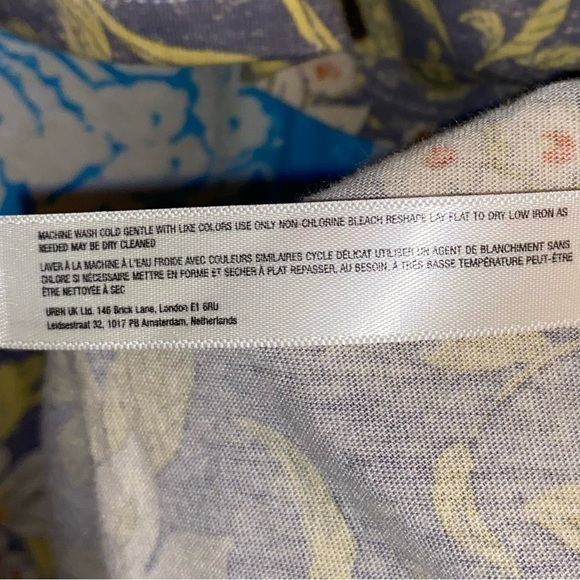 MACHINE WASH COLD GENTLE WITH LIKE COLORS USE ONLY NON-CHLORINE BLEACH RESHAPE LAY FLAT TO DRY LOW IRON AS
NEEDED MAY BE DRY CLEANED
LAVER À LA MACHINE À L'EAU FROIDE AVEC COULEURS SIMILAIRES CYCLE DÉLICAT UTILISER UN AGENT DE BLANCHIMENT SANS
CHLORE SI NÉCESSAIRE METTRE EN FORME ET SECHER À PLAT REPASSER, AU BESOIN, À TRÈS BASSE TEMPÉRATURE PEUT-ÊTRE
ÊTRE NETTOYÉE À SEC
URBN UK Ltd. 146 Brick Lane, London E1 6RU
Leidsestraat 32, 1017 PB Amsterdam, Netherlands